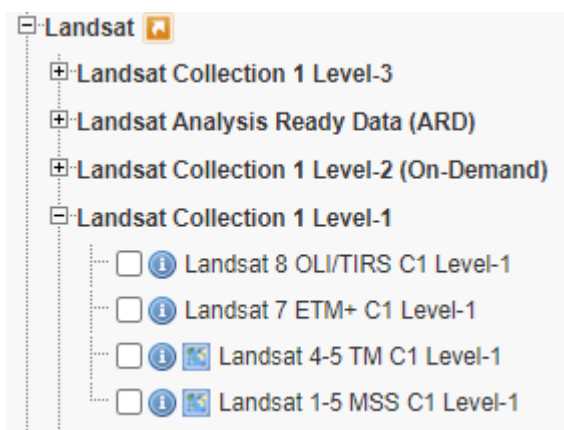 Landsat
Landsat Collection 1 Level-3
Landsat Analysis Ready Data (ARD)
Landsat Collection 1 Level-2 (On-Demand)
Landsat Collection 1 Level-1
Landsat 8 OLI/TIRS C1 Level-1
Landsat 7 ETM+ C1 Level-1
Landsat 4-5 TM C1 Level-1
Landsat 1-5 MSS C1 Level-1